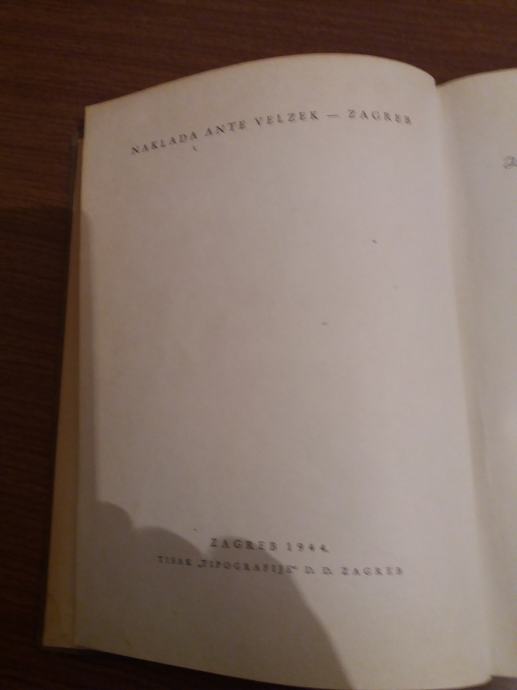 NAKLADA ANTE VELZEK — ZAGREB
ZAGREB 1944.
TISAK „TIPOGRAFIJE“ D. D. ZAGREB